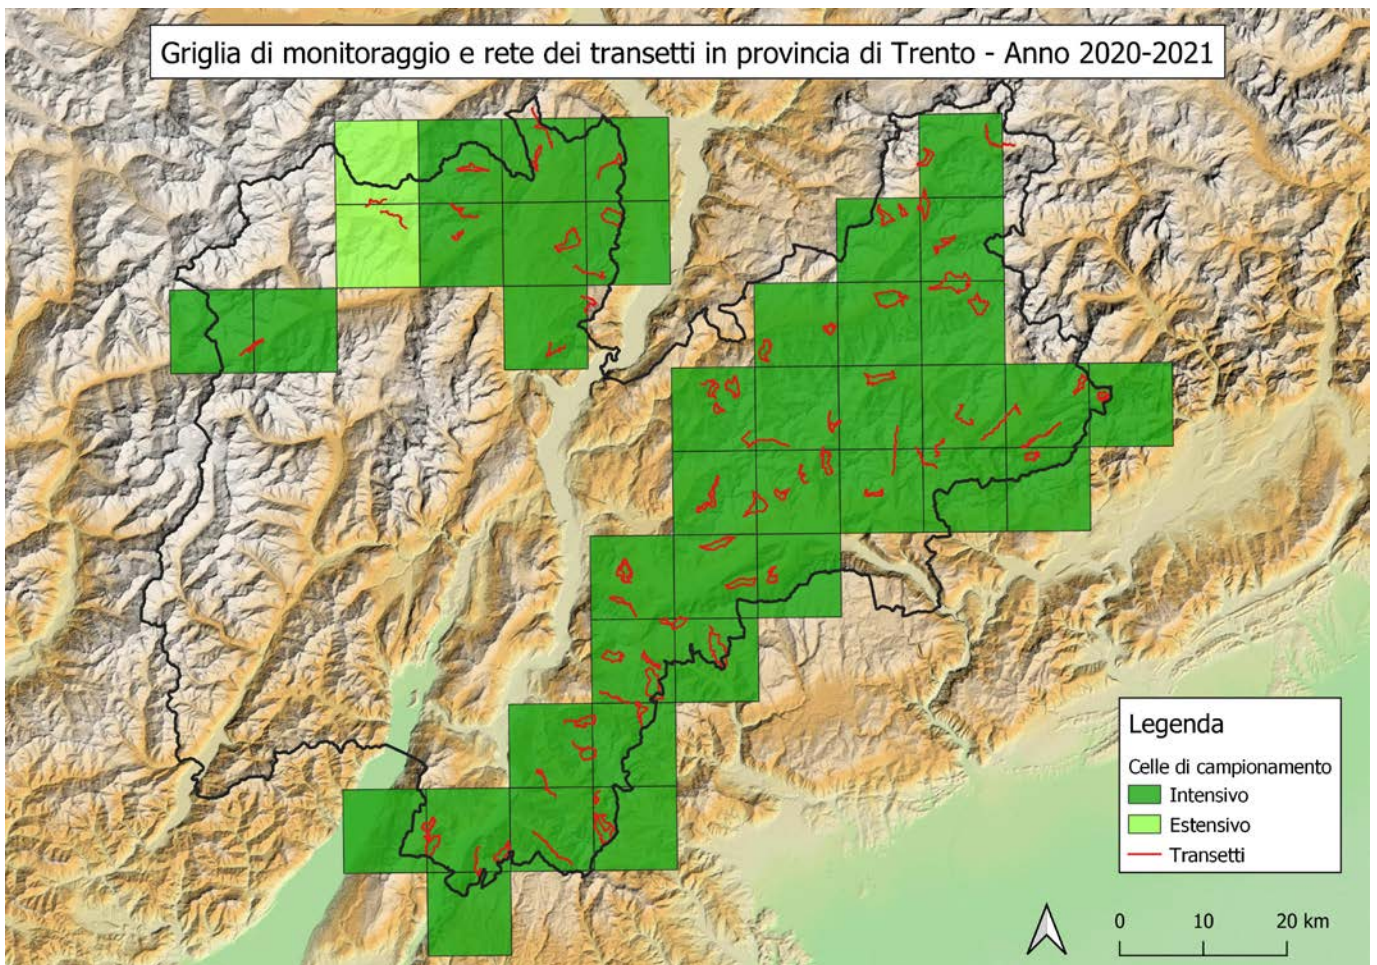 Griglia di monitoraggio e rete dei transetti in provincia di Trento - Anno 2020-2021
Legenda
Celle di campionamento
Intensivo
Estensivo
Transetti
0 10 20 km